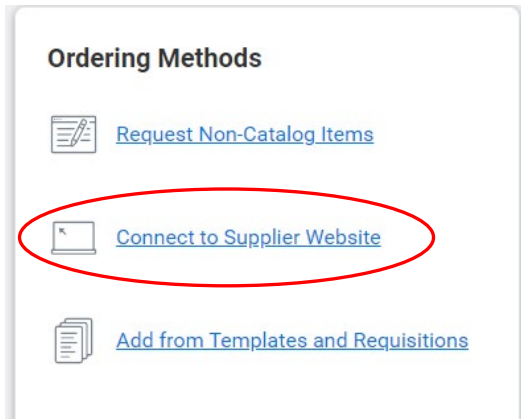 Ordering Methods
Request Non-Catalog Items
Connect to Supplier Website
Add from Templates and Requisitions